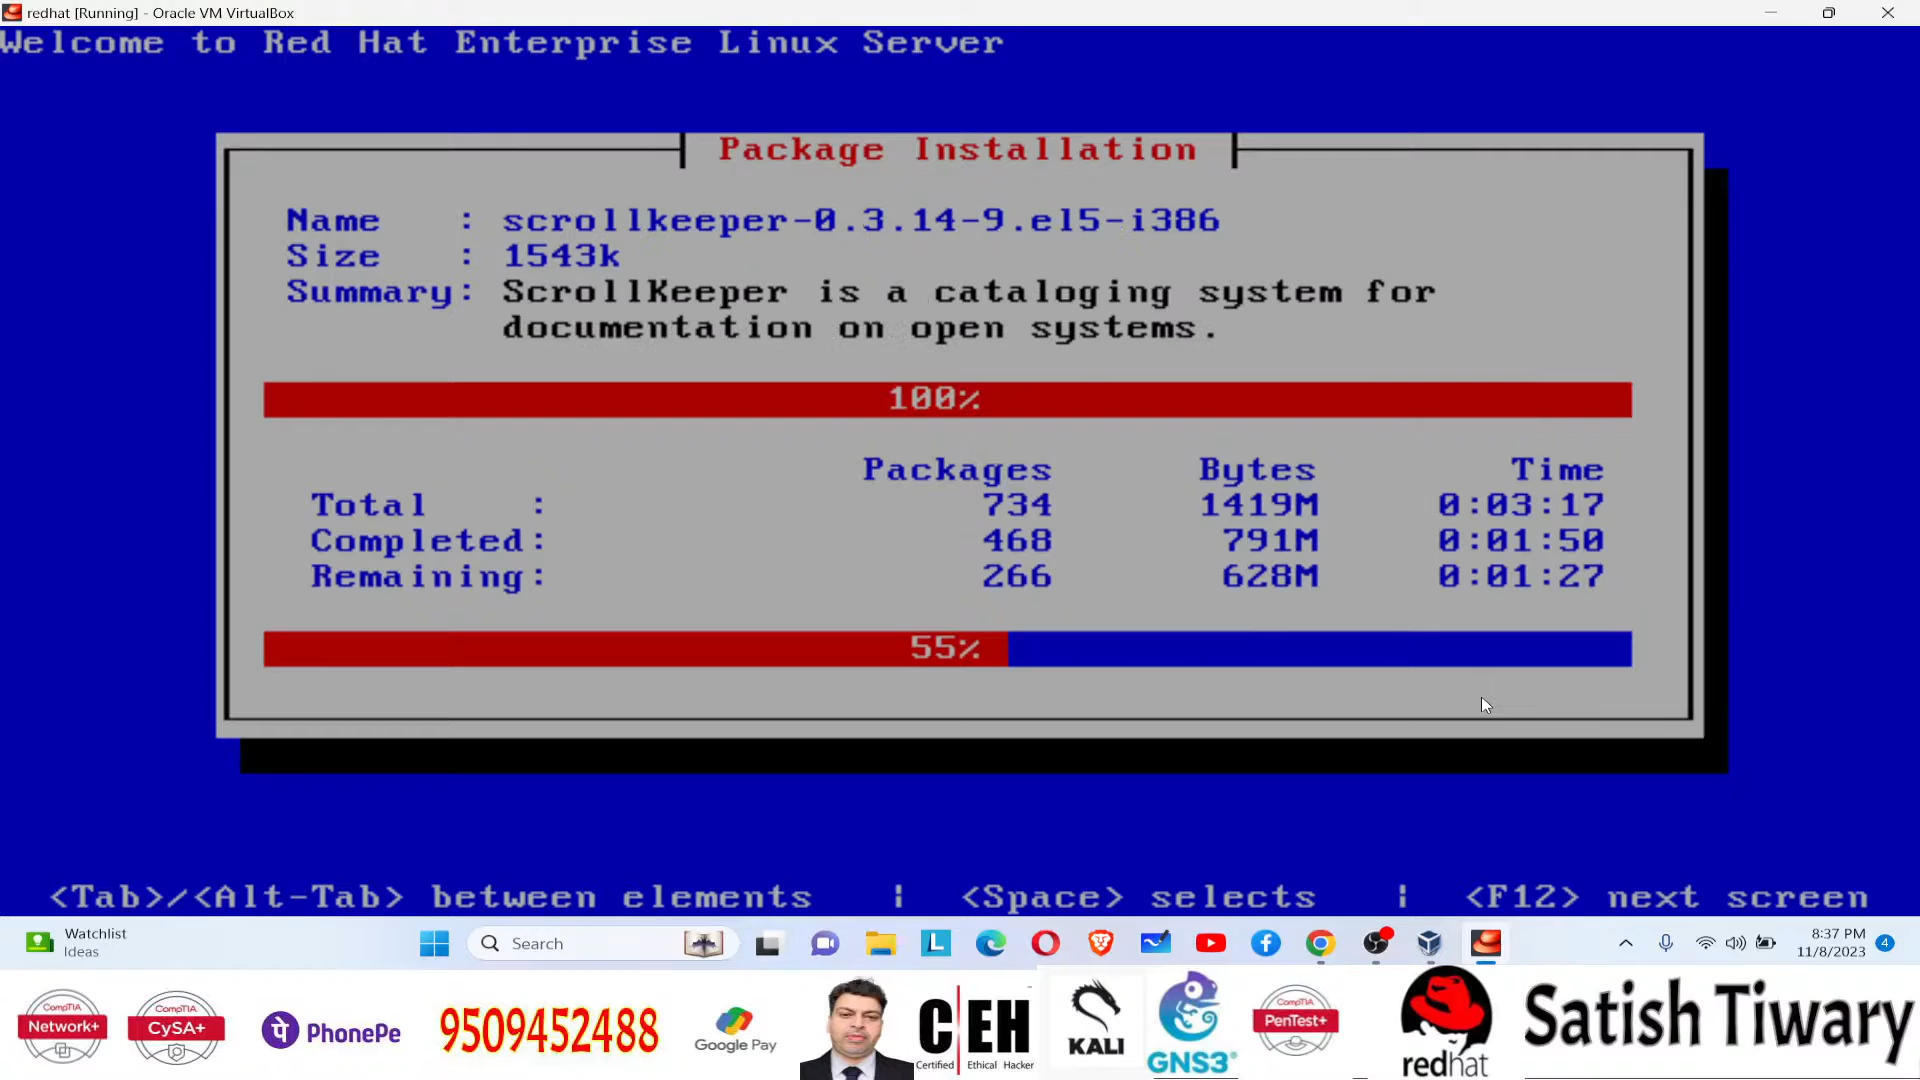 redhat [Running] - Oracle VM VirtualBox
Welcome to Red Hat Enterprise Linux Server
Package Installation
Name : scrollkeeper-0.3.14-9.el5-i386
Size : 1543k
Summary: ScrollKeeper is a cataloging system for
documentation on open systems.
100%
Packages Bytes Time
Total : 734 1419M 0:03:17
Completed: 468 791M 0:01:50
Remaining: 266 628M 0:01:27
55%
<Tab>/<Alt-Tab> between elements | <Space> selects | <F12> next screen
Watchlist
Ideas
Search
L
8:37 PM
11/8/2023
4
CompTIA
Network+
CompTIA
CySA+
पे PhonePe
9509452488
Google Pay
CEH
Certified Ethical Hacker
KALI
GNS3
CompTIA
PenTest+
redhat
Satish Tiwary